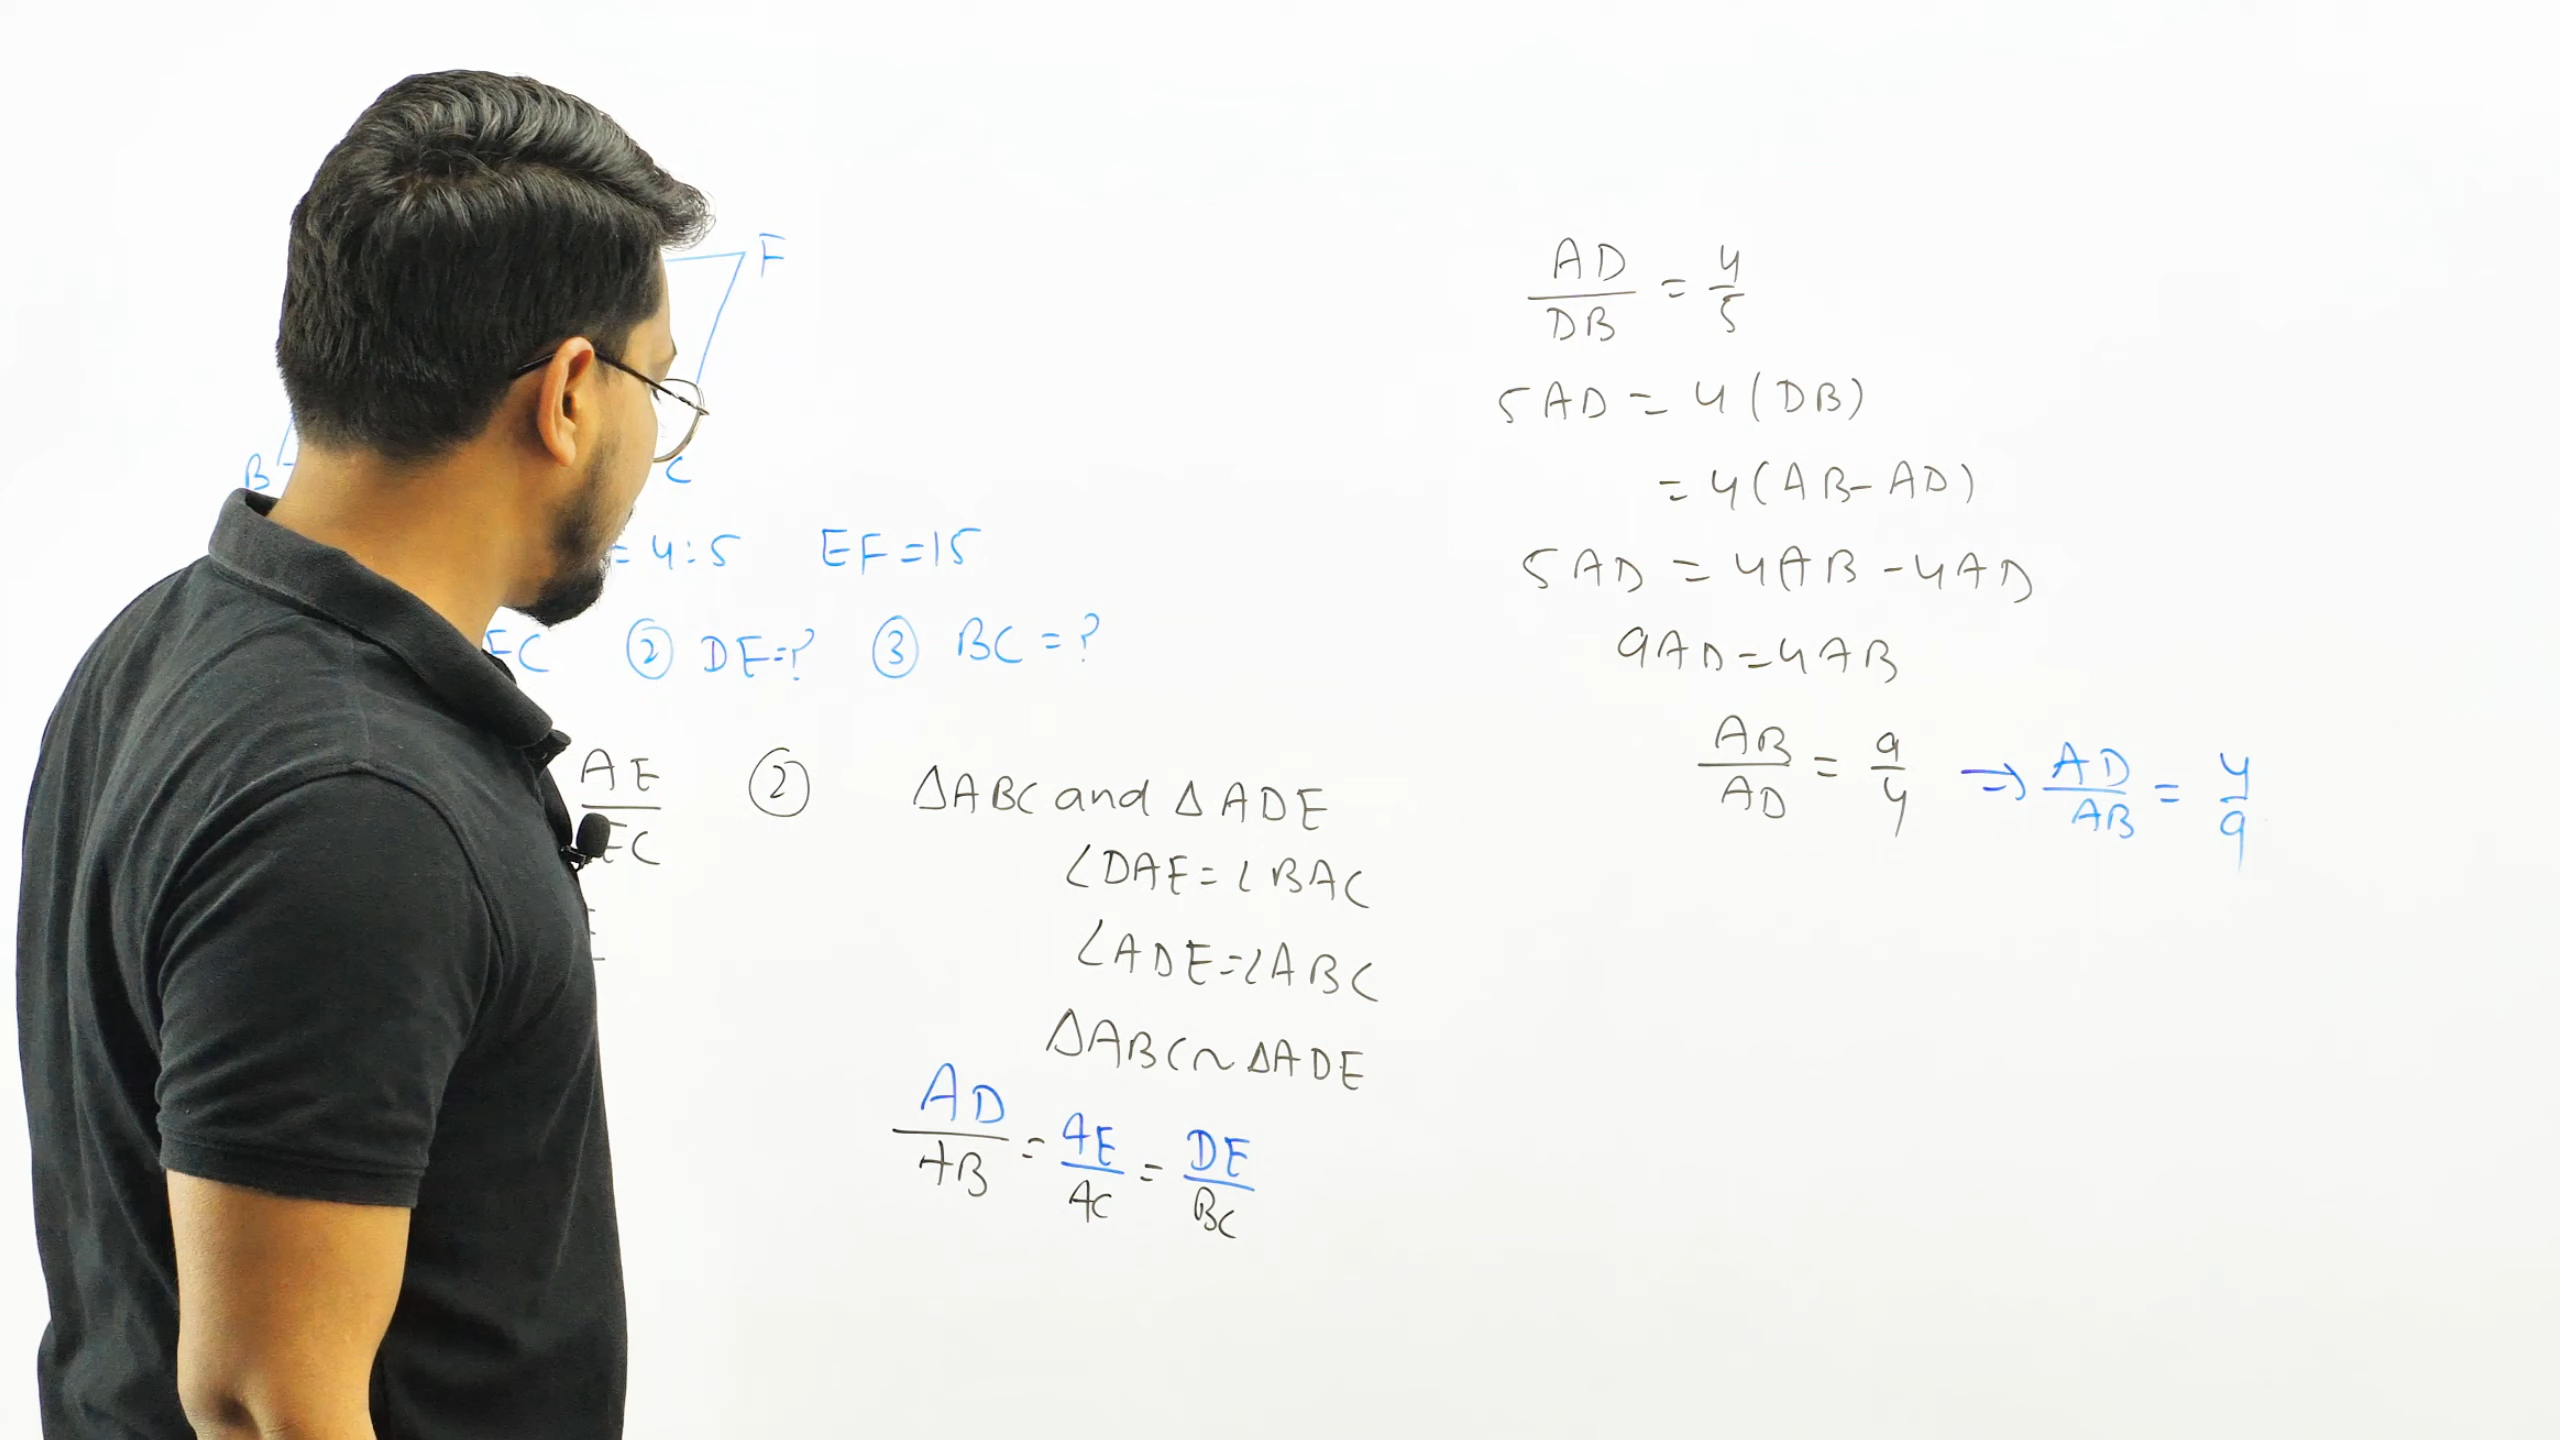 F
B
C
= 4:5 EF=15
EC ② DE=? ③ BC=?
AE
EC
② ΔABC and ΔADE
∠DAE=∠BAC
∠ADE=∠ABC
ΔABC~ΔADE
AD/AB = AE/AC = DE/BC
AD/DB = 4/5
5AD = 4(DB)
= 4(AB-AD)
5AD = 4AB -4AD
9AD=4AB
AB/AD = 9/4 ⇒ AD/AB = 4/9